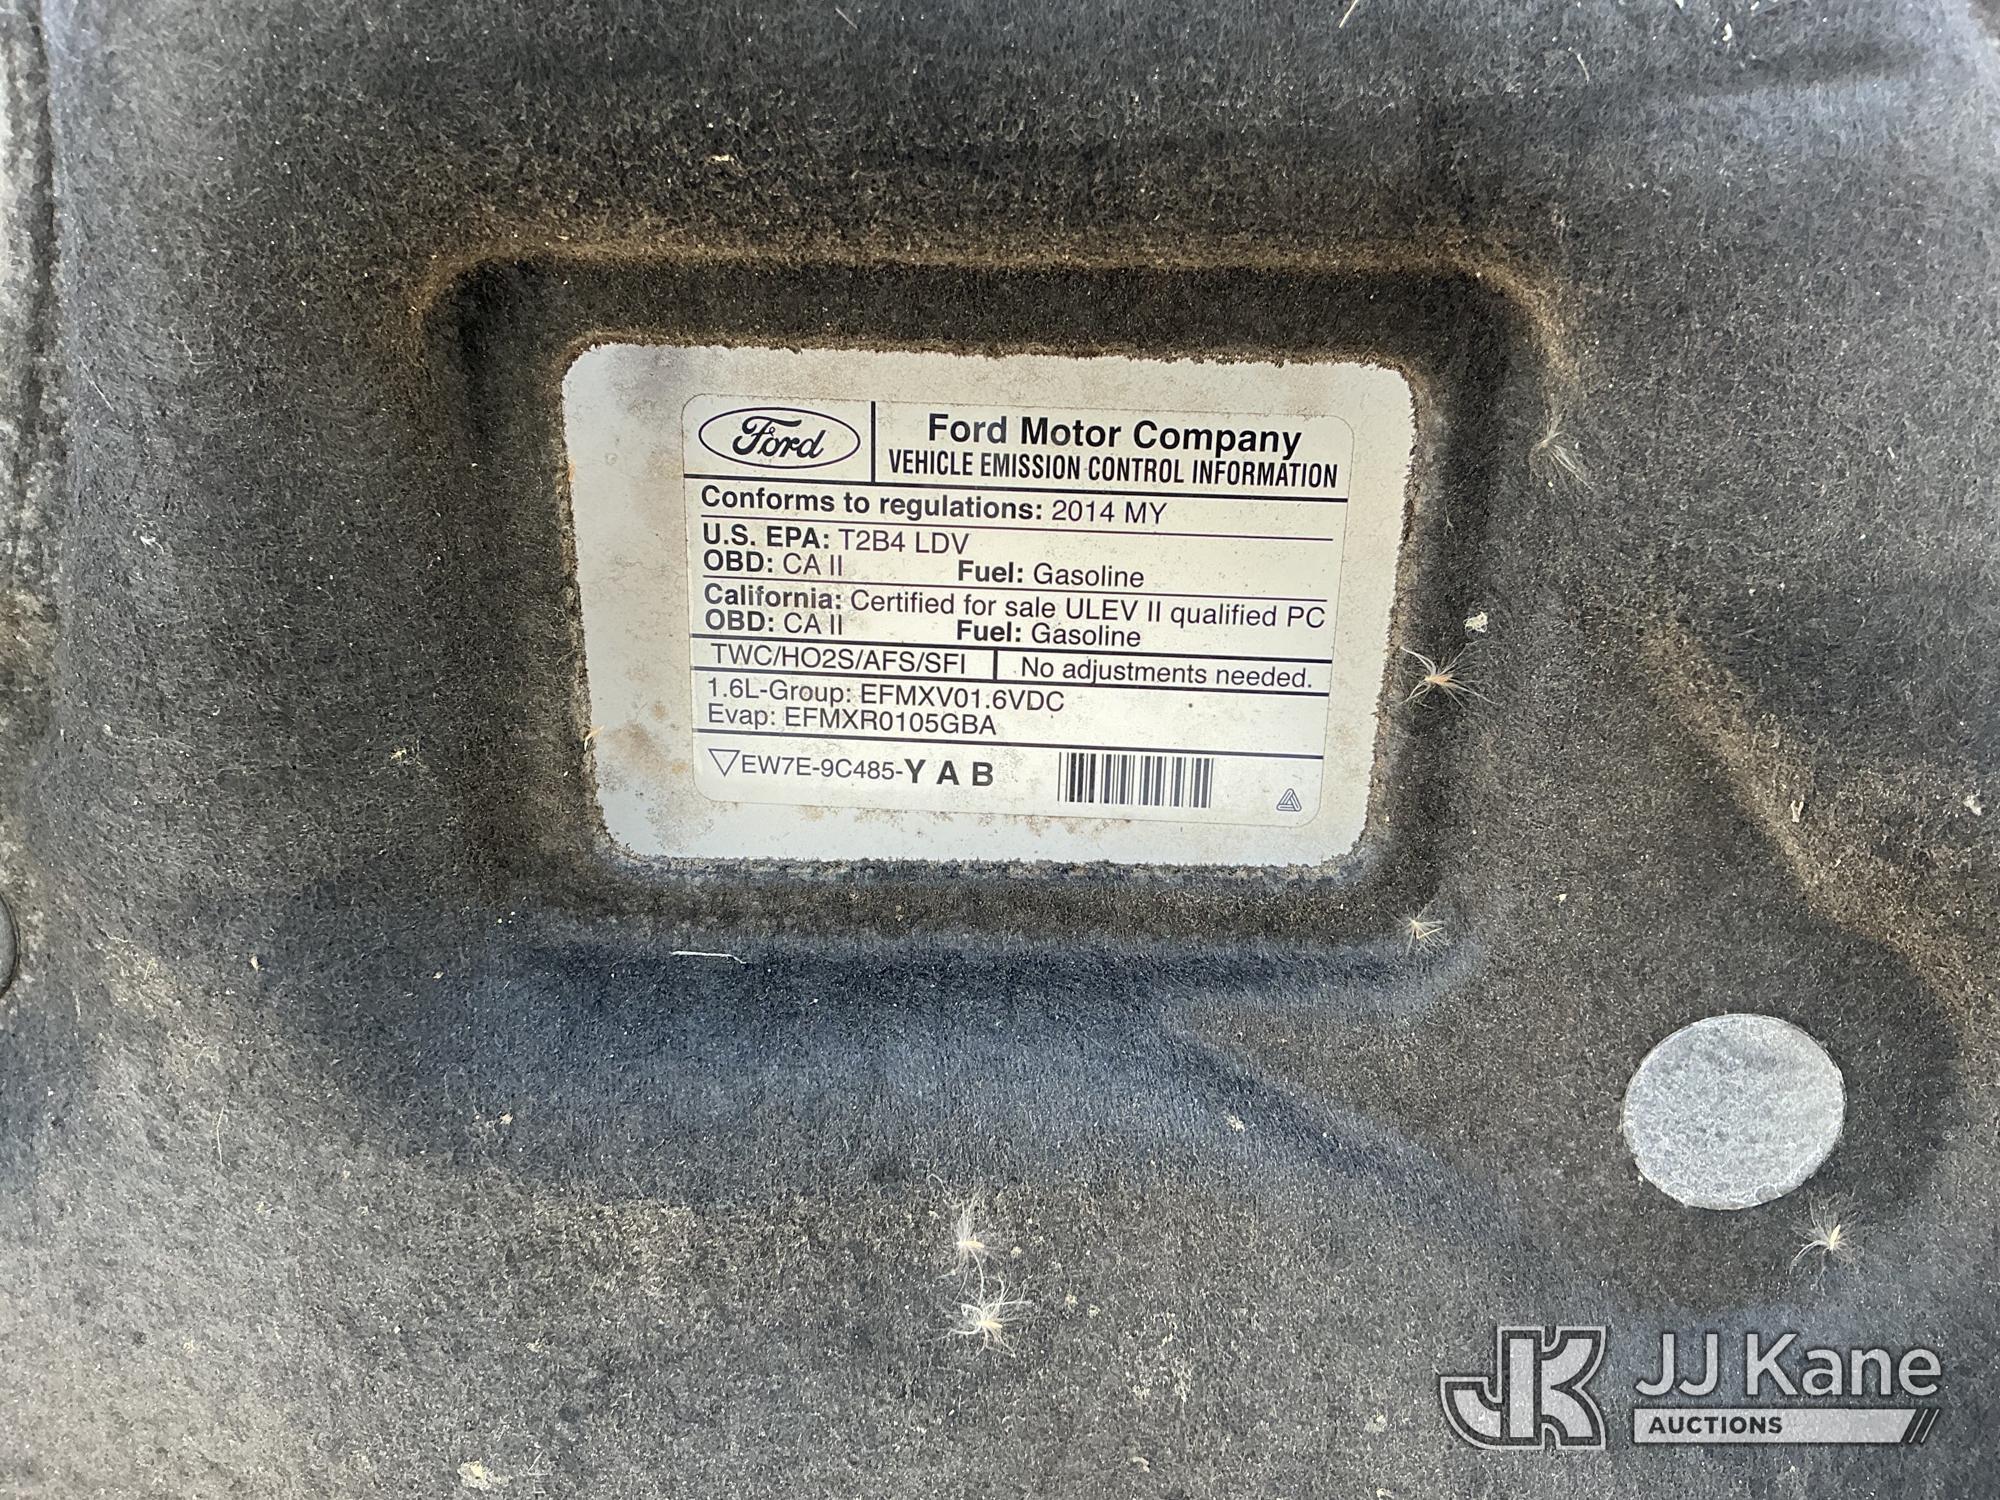 Ford
Ford Motor Company
VEHICLE EMISSION CONTROL INFORMATION
Conforms to regulations: 2014 MY
U.S. EPA: T2B4 LDV
OBD: CA II Fuel: Gasoline
California: Certified for sale ULEV II qualified PC
OBD: CA II Fuel: Gasoline
TWC/HO2S/AFS/SFI No adjustments needed.
1.6L-Group: EFMXV01.6VDC
Evap: EFMXR0105GBA
EW7E-9C485-Y A B
JK JJ Kane
AUCTIONS